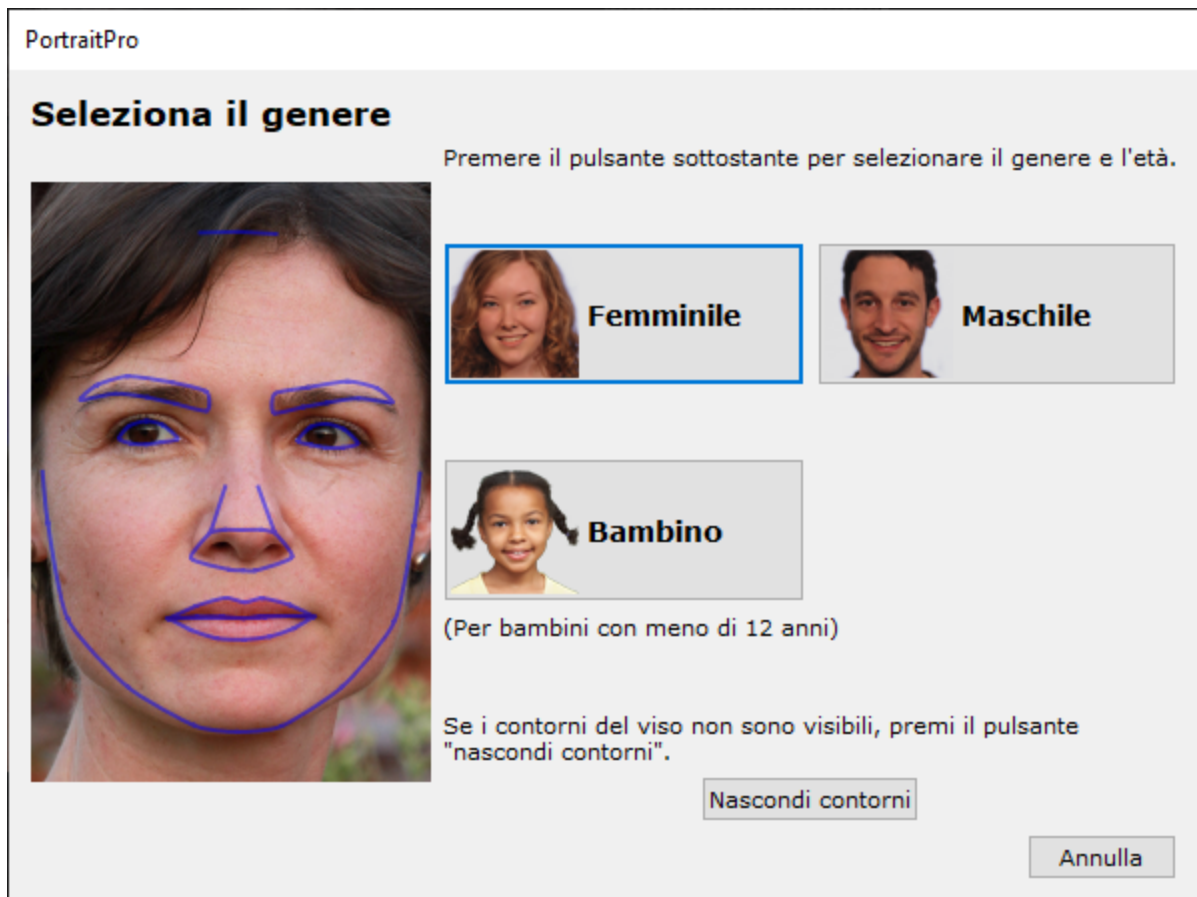 PortraitPro
Seleziona il genere
Premere il pulsante sottostante per selezionare il genere e l'età.
Femminile
Maschile
Bambino
(Per bambini con meno di 12 anni)
Se i contorni del viso non sono visibili, premi il pulsante
"nascondi contorni".
Nascondi contorni
Annulla